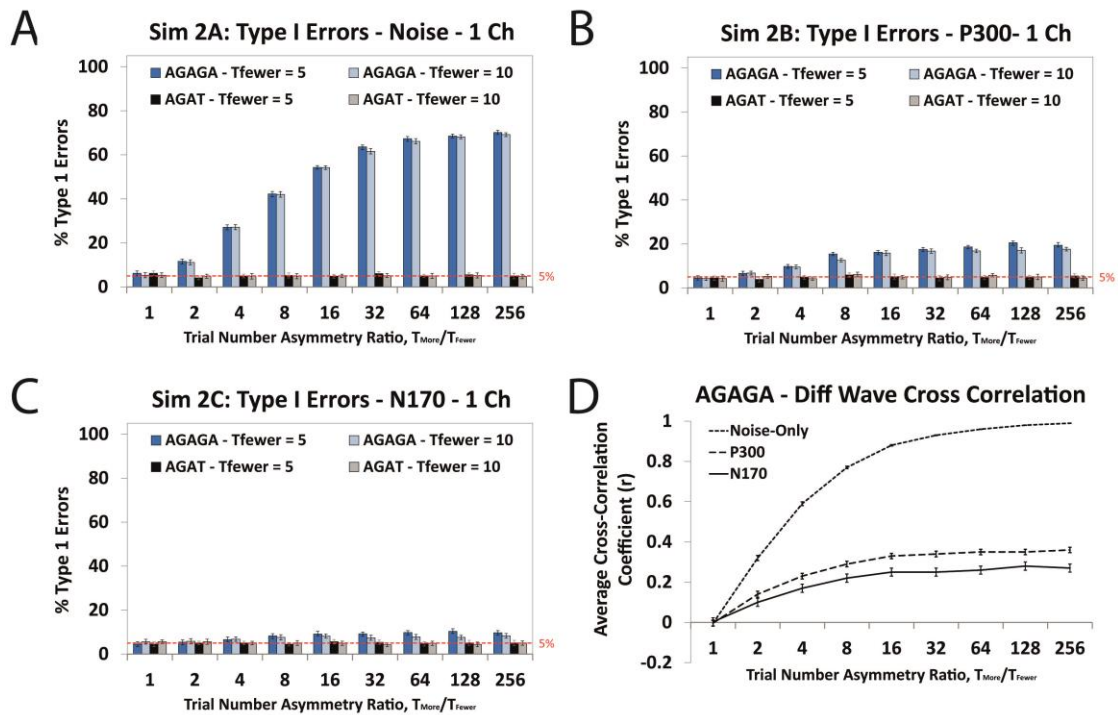 A
Sim 2A: Type I Errors - Noise - 1 Ch
AGAGA - Tfewer = 5
AGAGA - Tfewer = 10
AGAT - Tfewer = 5
AGAT - Tfewer = 10
% Type 1 Errors
100
80
60
40
20
0
5%
1 2 4 8 16 32 64 128 256
Trial Number Asymmetry Ratio, TMore/TFewer
B
Sim 2B: Type I Errors - P300- 1 Ch
AGAGA - Tfewer = 5
AGAGA - Tfewer = 10
AGAT - Tfewer = 5
AGAT - Tfewer = 10
% Type 1 Errors
100
80
60
40
20
0
5%
1 2 4 8 16 32 64 128 256
Trial Number Asymmetry Ratio, TMore/TFewer
C
Sim 2C: Type I Errors - N170 - 1 Ch
AGAGA - Tfewer = 5
AGAGA - Tfewer = 10
AGAT - Tfewer = 5
AGAT - Tfewer = 10
% Type 1 Errors
100
80
60
40
20
0
5%
1 2 4 8 16 32 64 128 256
Trial Number Asymmetry Ratio, TMore/TFewer
D
AGAGA - Diff Wave Cross Correlation
Noise-Only
P300
N170
Average Cross-Correlation
Coefficient (r)
1
0.8
0.6
0.4
0.2
0
-0.2
1 2 4 8 16 32 64 128 256
Trial Number Asymmetry Ratio, TMore/TFewer